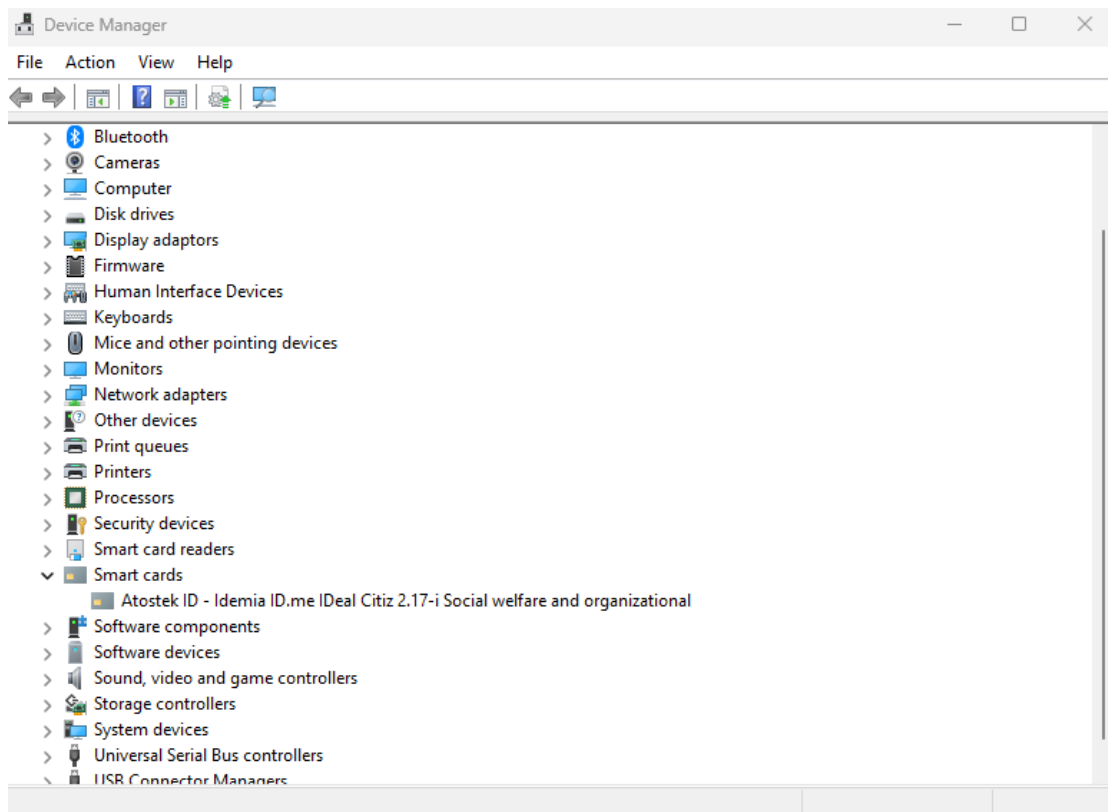 Device Manager
File Action View Help
Bluetooth
Cameras
Computer
Disk drives
Display adaptors
Firmware
Human Interface Devices
Keyboards
Mice and other pointing devices
Monitors
Network adapters
Other devices
Print queues
Printers
Processors
Security devices
Smart card readers
Smart cards
Atostek ID - Idemia ID.me IDeal Citiz 2.17-i Social welfare and organizational
Software components
Software devices
Sound, video and game controllers
Storage controllers
System devices
Universal Serial Bus controllers
USB Connector Managers